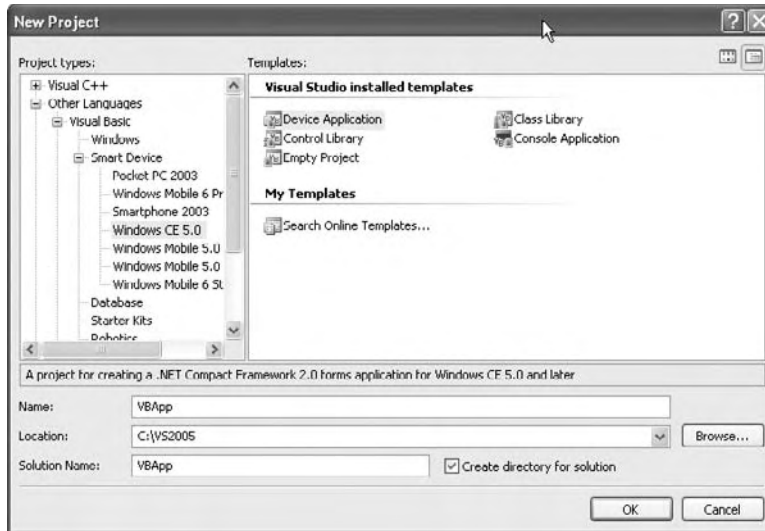 New Project
Project types:
Templates:
Visual C++
Other Languages
Visual Basic
Windows
Smart Device
Pocket PC 2003
Windows Mobile 6 Pr
Smartphone 2003
Windows CE 5.0
Windows Mobile 5.0
Windows Mobile 5.0
Windows Mobile 6 St
Database
Starter Kits
Robotics
Visual Studio installed templates
Device Application
Class Library
Control Library
Console Application
Empty Project
My Templates
Search Online Templates...
A project for creating a .NET Compact Framework 2.0 forms application for Windows CE 5.0 and later
Name:
VBApp
Location:
C:\VS2005
Browse...
Solution Name:
VBApp
Create directory for solution
OK
Cancel